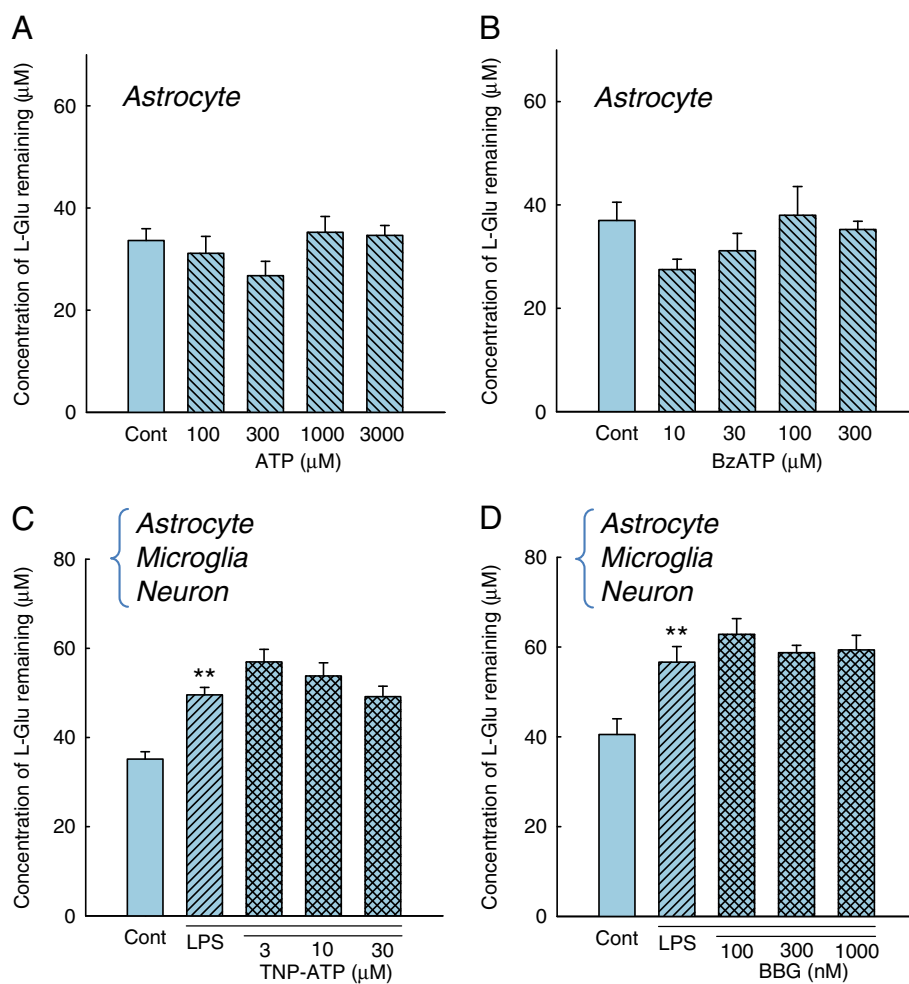 A
Concentration of L-Glu remaining (μM)
60
40
20
0
Astrocyte
Cont 100 300 1000 3000
ATP (μM)
B
Concentration of L-Glu remaining (μM)
60
40
20
0
Astrocyte
Cont 10 30 100 300
BzATP (μM)
C
Astrocyte
Microglia
Neuron
Concentration of L-Glu remaining (μM)
80
60
40
20
0
**
Cont LPS
3 10 30
TNP-ATP (μM)
D
Astrocyte
Microglia
Neuron
Concentration of L-Glu remaining (μM)
80
60
40
20
0
**
Cont LPS
100 300 1000
BBG (nM)